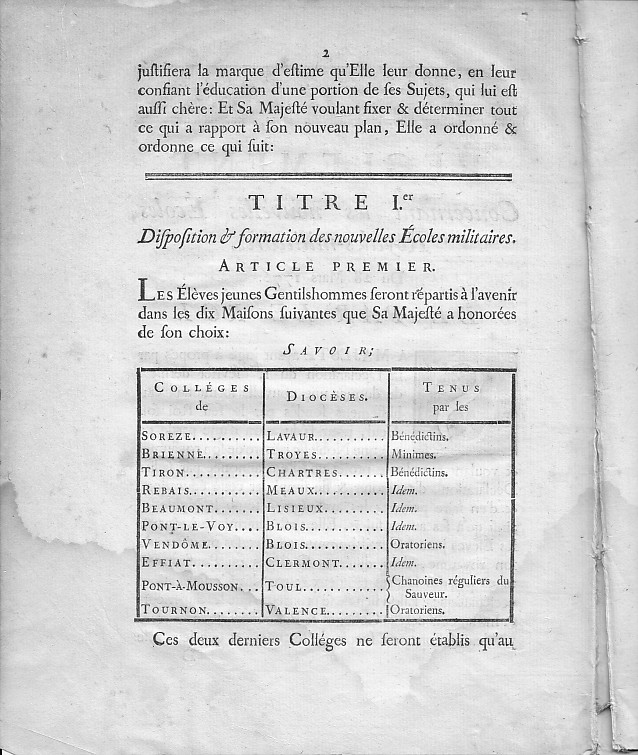 2
juſtifiera la marque d'eſtime qu'Elle leur donne, en leur
confiant l'éducation d'une portion de ſes Sujets, qui lui eſt
auſſi chère: Et Sa Majeſté voulant fixer & déterminer tout
ce qui a rapport à ſon nouveau plan, Elle a ordonné &
ordonne ce qui ſuit:
TITRE I.er
Diſpoſition & formation des nouvelles Écoles militaires.
ARTICLE PREMIER.
LES Élèves jeunes Gentilshommes ſeront répartis à l'avenir
dans les dix Maiſons ſuivantes que Sa Majeſté a honorées
de ſon choix:
SAVOIR;
COLLÉGES de | DIOCÈSES. | TENUS par les
SOREZE.......... | LAVAUR........... | Bénédictins.
BRIENNE......... | TROYES.......... | Minimes.
TIRON........... | CHARTRES....... | Bénédictins.
REBAIS.......... | MEAUX........... | Idem.
BEAUMONT....... | LISIEUX.......... | Idem.
PONT-LE-VOY.... | BLOIS............ | Idem.
VENDÔME........ | BLOIS............ | Oratoriens.
EFFIAT.......... | CLERMONT....... | Idem.
PONT-À-MOUSSON... | TOUL............ | Chanoines réguliers du Sauveur.
TOURNON........ | VALENCE......... | Oratoriens.
Ces deux derniers Colléges ne ſeront établis qu'au